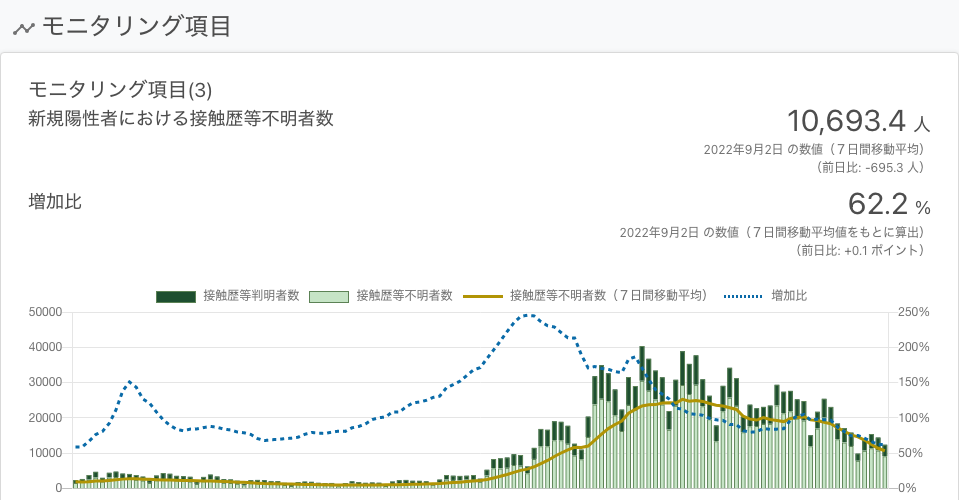 モニタリング項目
モニタリング項目(3)
新規陽性者における接触歴等不明者数
10,693.4 人
2022年9月2日 の数値（７日間移動平均）
（前日比: -695.3 人）
増加比
62.2 %
2022年9月2日 の数値（７日間移動平均値をもとに算出）
（前日比: +0.1 ポイント）
接触歴等判明者数 接触歴等不明者数 接触歴等不明者数（７日間移動平均） 増加比
50000 250%
40000 200%
30000 150%
20000 100%
10000 50%
0 0%